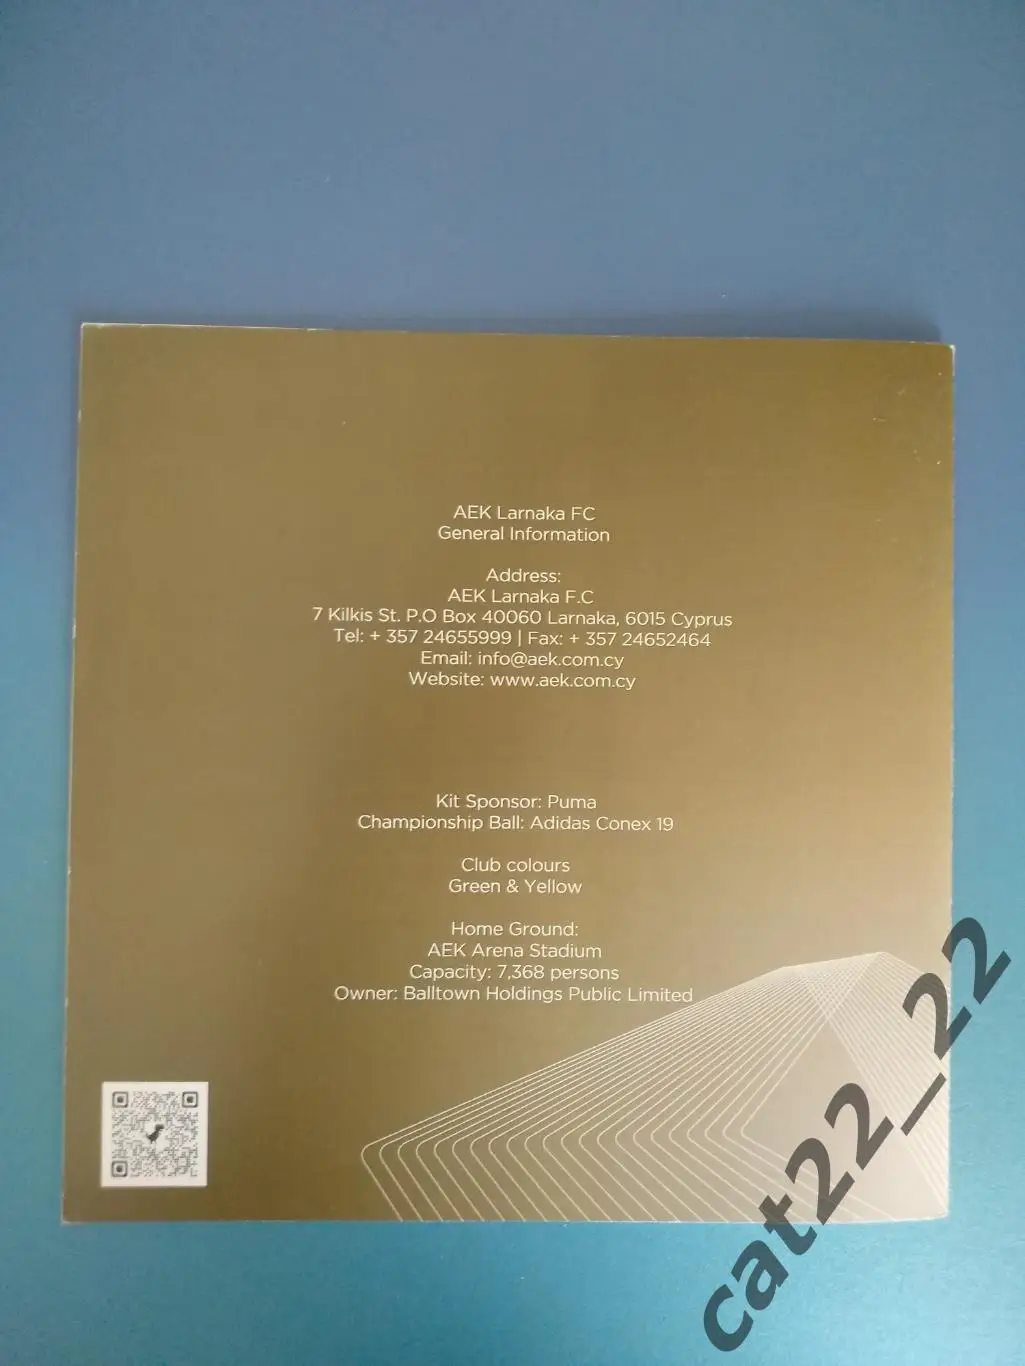 AEK Larnaka FC
General Information
Address:
AEK Larnaka F.C
7 Kilkis St. P.O Box 40060 Larnaka, 6015 Cyprus
Tel: + 357 24655999 | Fax: + 357 24652464
Email: info@aek.com.cy
Website: www.aek.com.cy
Kit Sponsor: Puma
Championship Ball: Adidas Conex 19
Club colours
Green & Yellow
Home Ground:
AEK Arena Stadium
Capacity: 7,368 persons
Owner: Balltown Holdings Public Limited
cat22_22